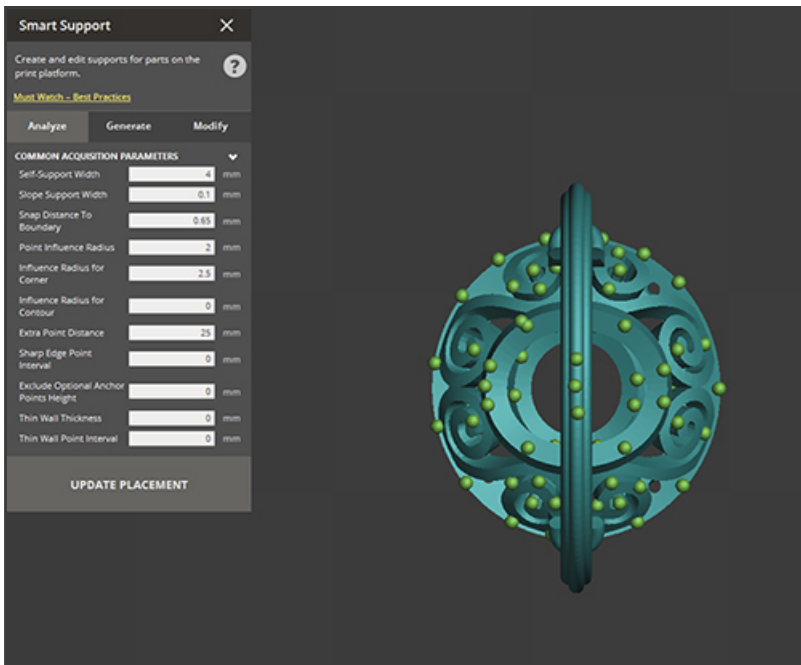 Smart Support
Create and edit supports for parts on the
print platform.
?
Must Watch – Best Practices
Analyze Generate Modify
COMMON ACQUISITION PARAMETERS
Self-Support Width 4 mm
Slope Support Width 0.1 mm
Snap Distance To
Boundary 0.65 mm
Point Influence Radius 2 mm
Influence Radius for
Corner 2.5 mm
Influence Radius for
Contour 0 mm
Extra Point Distance 25 mm
Sharp Edge Point
Interval 0 mm
Exclude Optional Anchor
Points Height 0 mm
Thin Wall Thickness 0 mm
Thin Wall Point Interval 0 mm
UPDATE PLACEMENT